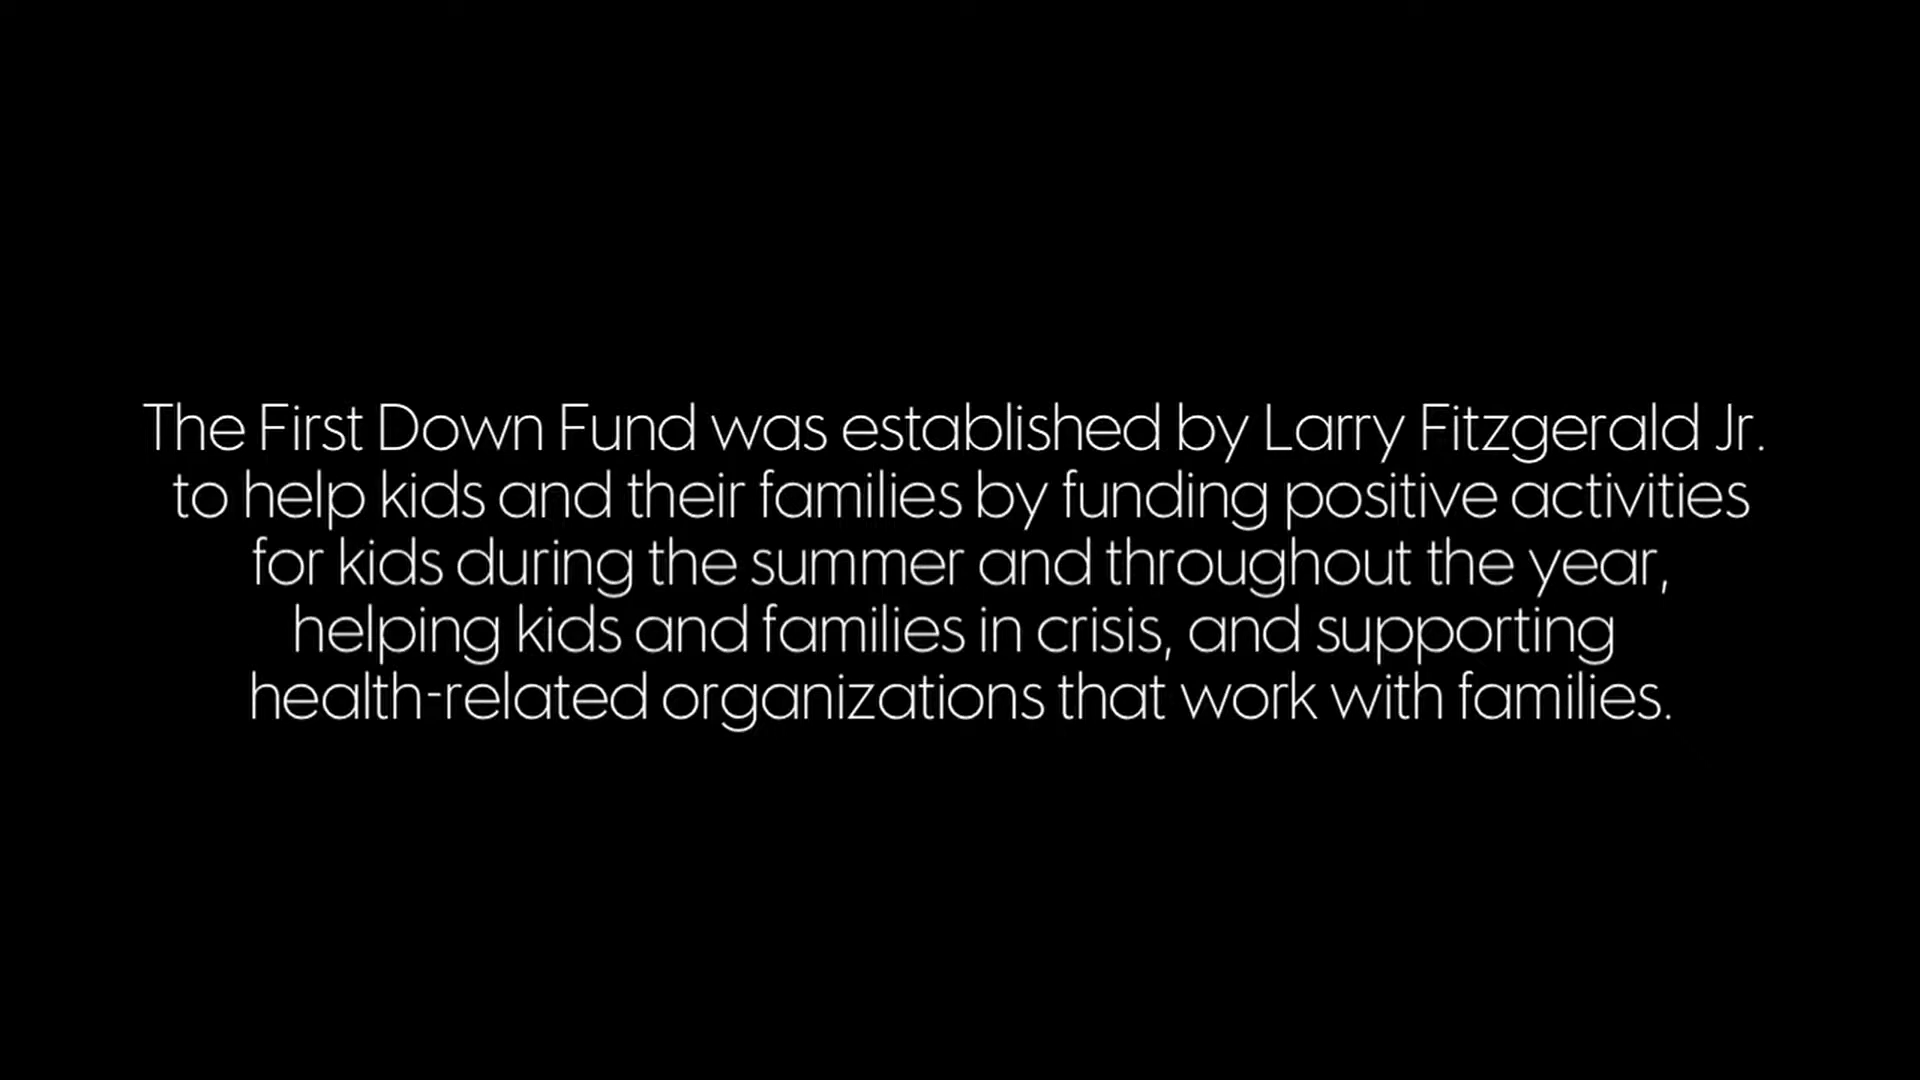 The First Down Fund was established by Larry Fitzgerald Jr.
to help kids and their families by funding positive activities
for kids during the summer and throughout the year,
helping kids and families in crisis, and supporting
health-related organizations that work with families.